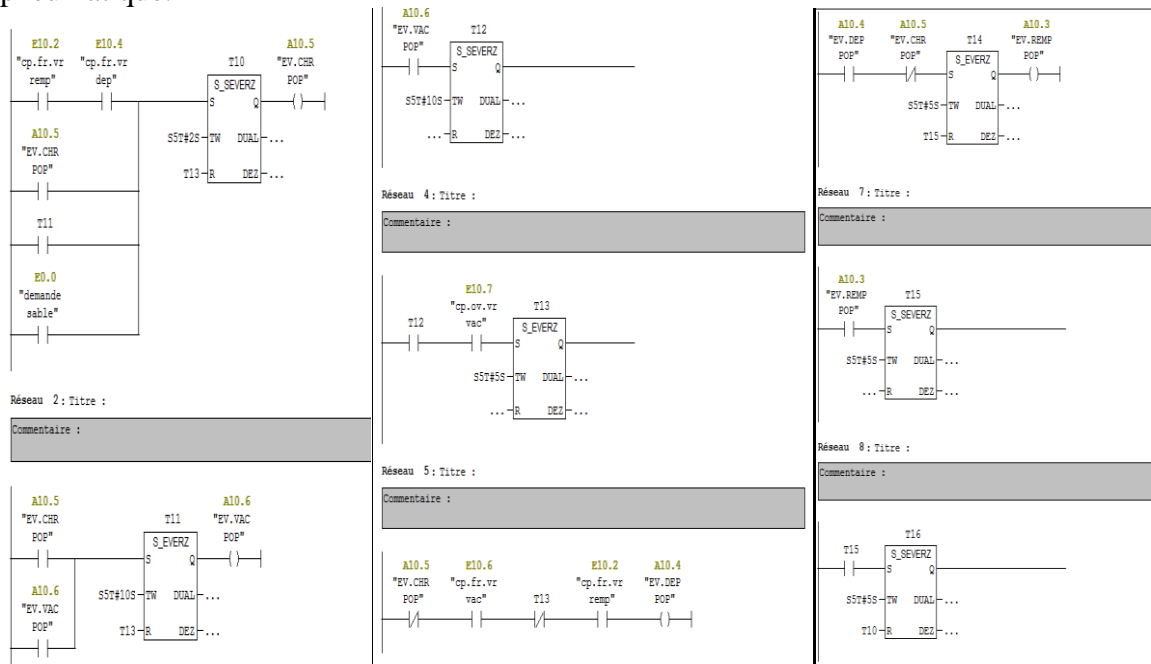 E10.2 E10.4 A10.5
"cp.fr.vr "cp.fr.vr T10 "EV.CHR
remp" dep" S_SEVERZ POP"
S Q
A10.5
"EV.CHR S5T#2S TW DUAL ...
POP"
T13 R DEZ ...
T11
E0.0
"demande
sable"
Réseau 2 : Titre :
Commentaire :
A10.5 A10.6
"EV.CHR T11 "EV.VAC
POP" S_EVERZ POP"
S Q
A10.6 S5T#10S TW DUAL ...
"EV.VAC
POP" T13 R DEZ ...
A10.6
"EV.VAC T12
POP" S_SEVERZ
S Q
S5T#10S TW DUAL ...
... R DEZ ...
Réseau 4 : Titre :
Commentaire :
E10.7
"cp.ov.vr T13
T12 vac" S_EVERZ
S Q
S5T#5S TW DUAL ...
... R DEZ ...
Réseau 5 : Titre :
Commentaire :
A10.5 E10.6 E10.2 A10.4
"EV.CHR "cp.fr.vr "cp.fr.vr "EV.DEP
POP" vac" T13 remp" POP"
A10.4 A10.5 A10.3
"EV.DEP "EV.CHR T14 "EV.REMP
POP" POP" S_EVERZ POP"
S Q
S5T#5S TW DUAL ...
T15 R DEZ ...
Réseau 7 : Titre :
Commentaire :
A10.3
"EV.REMP T15
POP" S_SEVERZ
S Q
S5T#5S TW DUAL ...
... R DEZ ...
Réseau 8 : Titre :
Commentaire :
T16
T15 S_SEVERZ
S Q
S5T#5S TW DUAL ...
T10 R DEZ ...